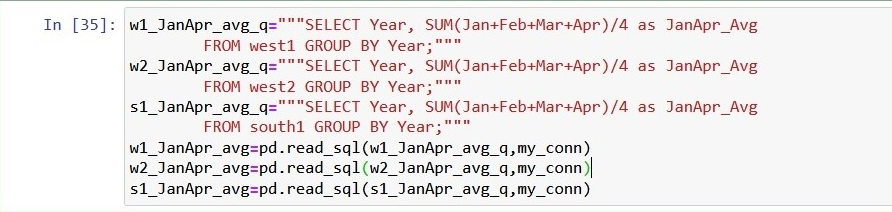 In [35]: w1_JanApr_avg_q="""SELECT Year, SUM(Jan+Feb+Mar+Apr)/4 as JanApr_Avg
FROM west1 GROUP BY Year;"""
w2_JanApr_avg_q="""SELECT Year, SUM(Jan+Feb+Mar+Apr)/4 as JanApr_Avg
FROM west2 GROUP BY Year;"""
s1_JanApr_avg_q="""SELECT Year, SUM(Jan+Feb+Mar+Apr)/4 as JanApr_Avg
FROM south1 GROUP BY Year;"""
w1_JanApr_avg=pd.read_sql(w1_JanApr_avg_q,my_conn)
w2_JanApr_avg=pd.read_sql(w2_JanApr_avg_q,my_conn)
s1_JanApr_avg=pd.read_sql(s1_JanApr_avg_q,my_conn)